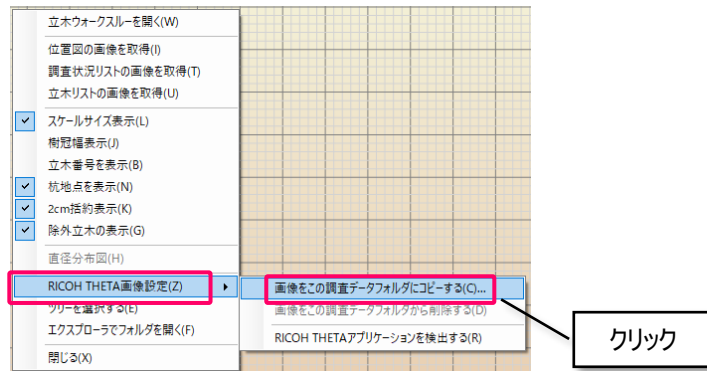 立木ウォークスルーを開く(W)
位置図の画像を取得(I)
調査状況リストの画像を取得(T)
立木リストの画像を取得(U)
スケールサイズ表示(L)
樹冠幅表示(J)
立木番号を表示(B)
杭地点を表示(N)
2cm括約表示(K)
除外立木の表示(G)
直径分布図(H)
RICOH THETA画像設定(Z)
ツリーを選択する(E)
エクスプローラでフォルダを開く(F)
閉じる(X)
画像をこの調査データフォルダにコピーする(C)...
画像をこの調査データフォルダから削除する(D)
RICOH THETAアプリケーションを検出する(R)
クリック